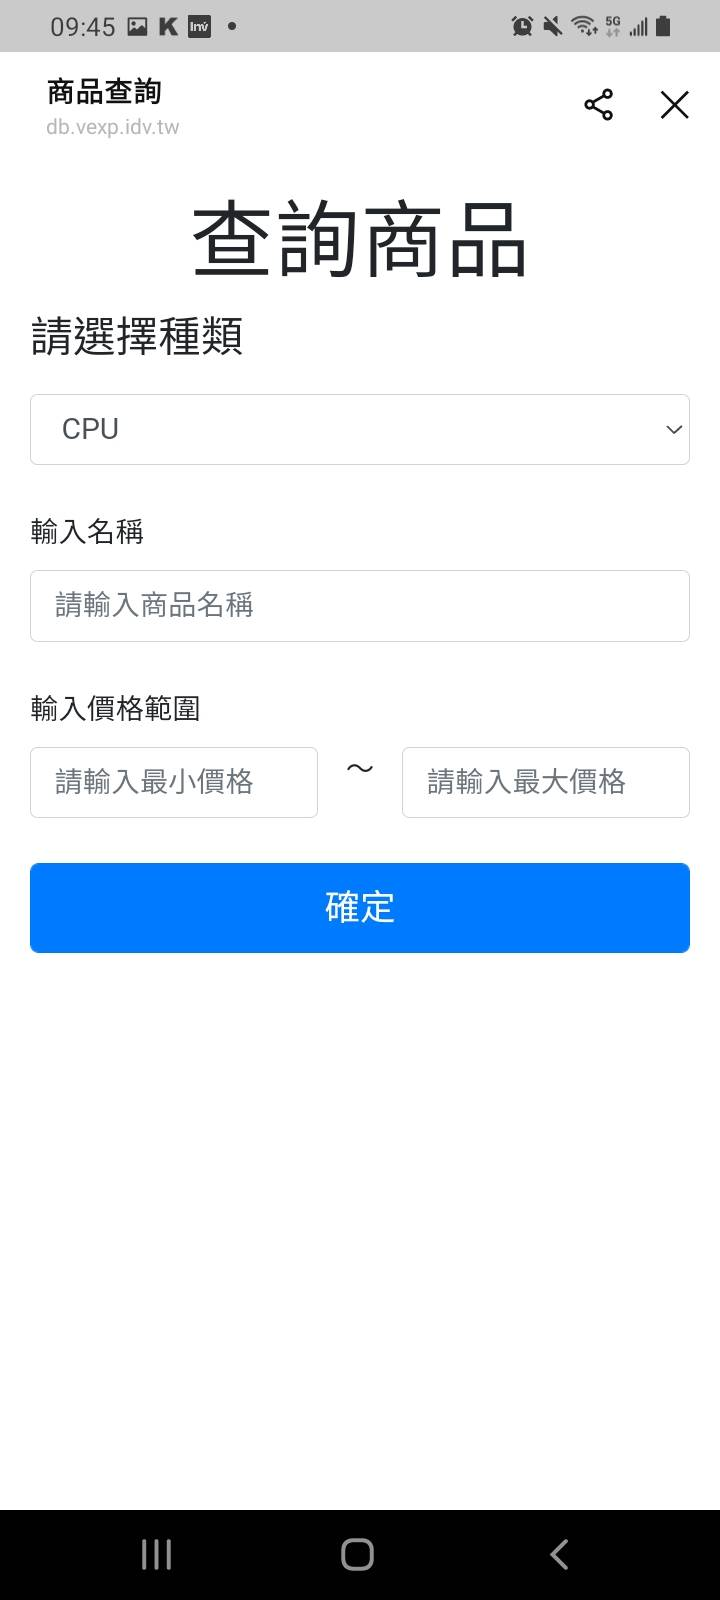 09:45 K Inv 5G
商品查詢
db.vexp.idv.tw
查詢商品
請選擇種類
CPU
輸入名稱
請輸入商品名稱
輸入價格範圍
請輸入最小價格 ～ 請輸入最大價格
確定